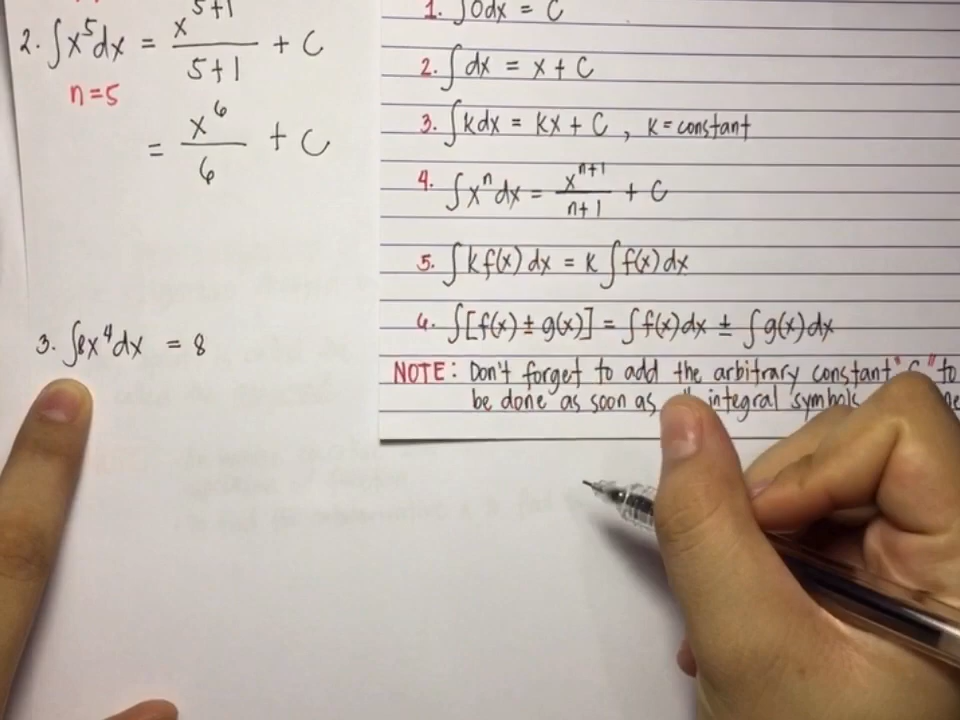 2. ∫x⁵dx = x⁵⁺¹/5+1 + C
n=5
= x⁶/6 + C
3. ∫8x⁴dx = 8
1. ∫0dx = C
2. ∫dx = x + C
3. ∫kdx = kx + C , k = constant
4. ∫xⁿdx = xⁿ⁺¹/n+1 + C
5. ∫k f(x) dx = k ∫f(x) dx
6. ∫[f(x) ± g(x)] = ∫f(x) dx ± ∫g(x) dx
NOTE: Don't forget to add the arbitrary constant "C" to
be done as soon as integral symbols